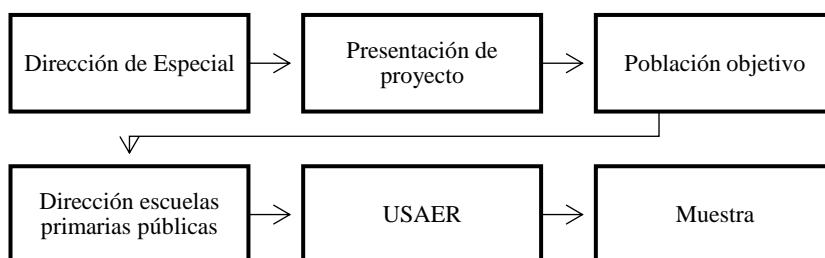 Dirección de Especial
Presentación de
proyecto
Población objetivo
Dirección escuelas
primarias públicas
USAER
Muestra